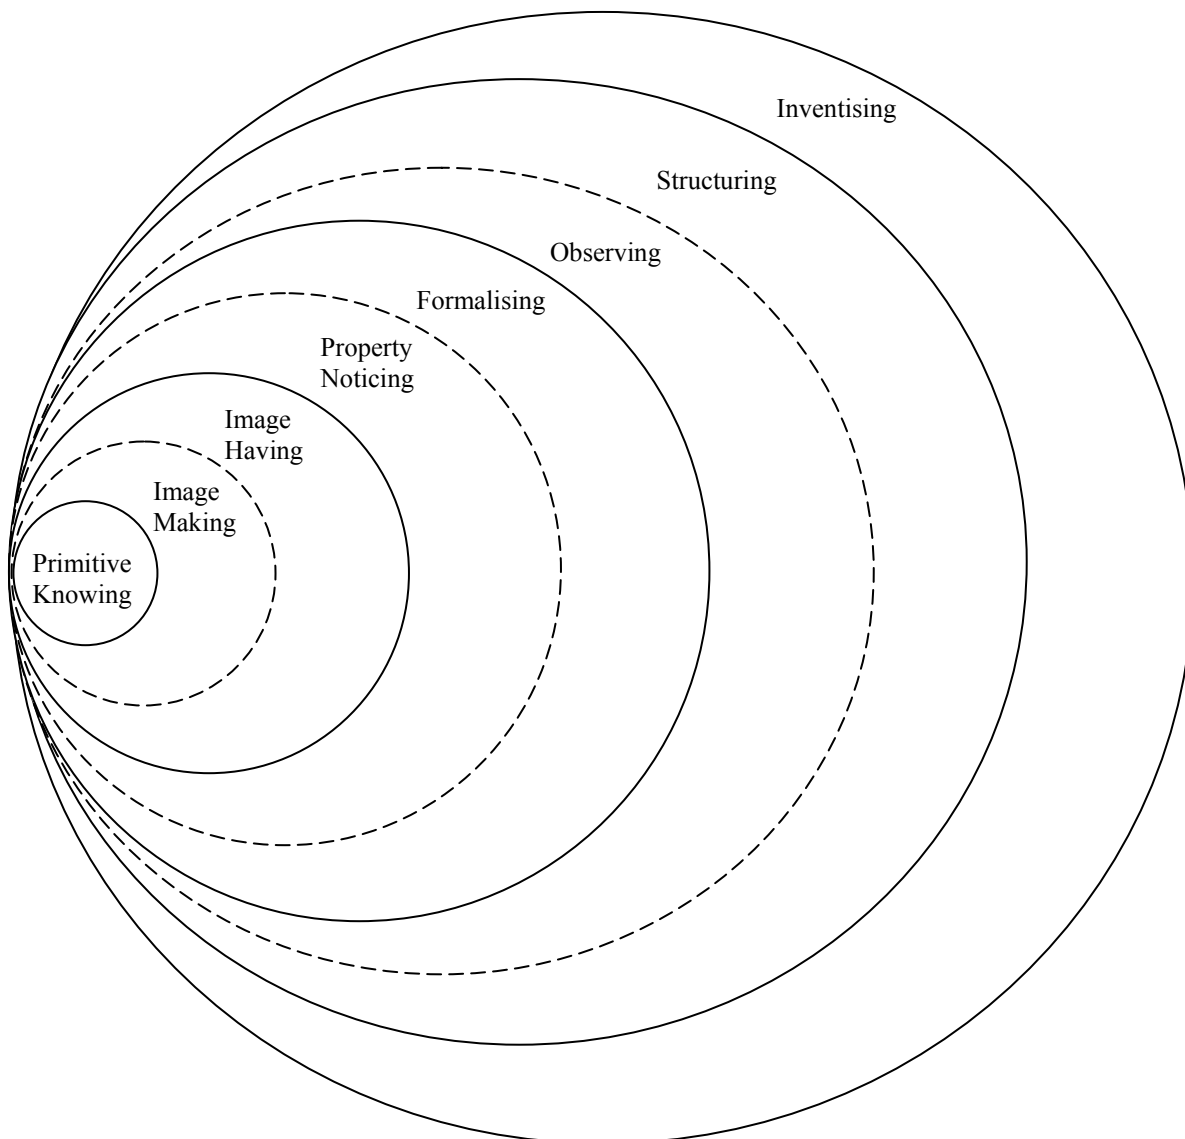 Inventising
Structuring
Observing
Formalising
Property
Noticing
Image
Having
Image
Making
Primitive
Knowing